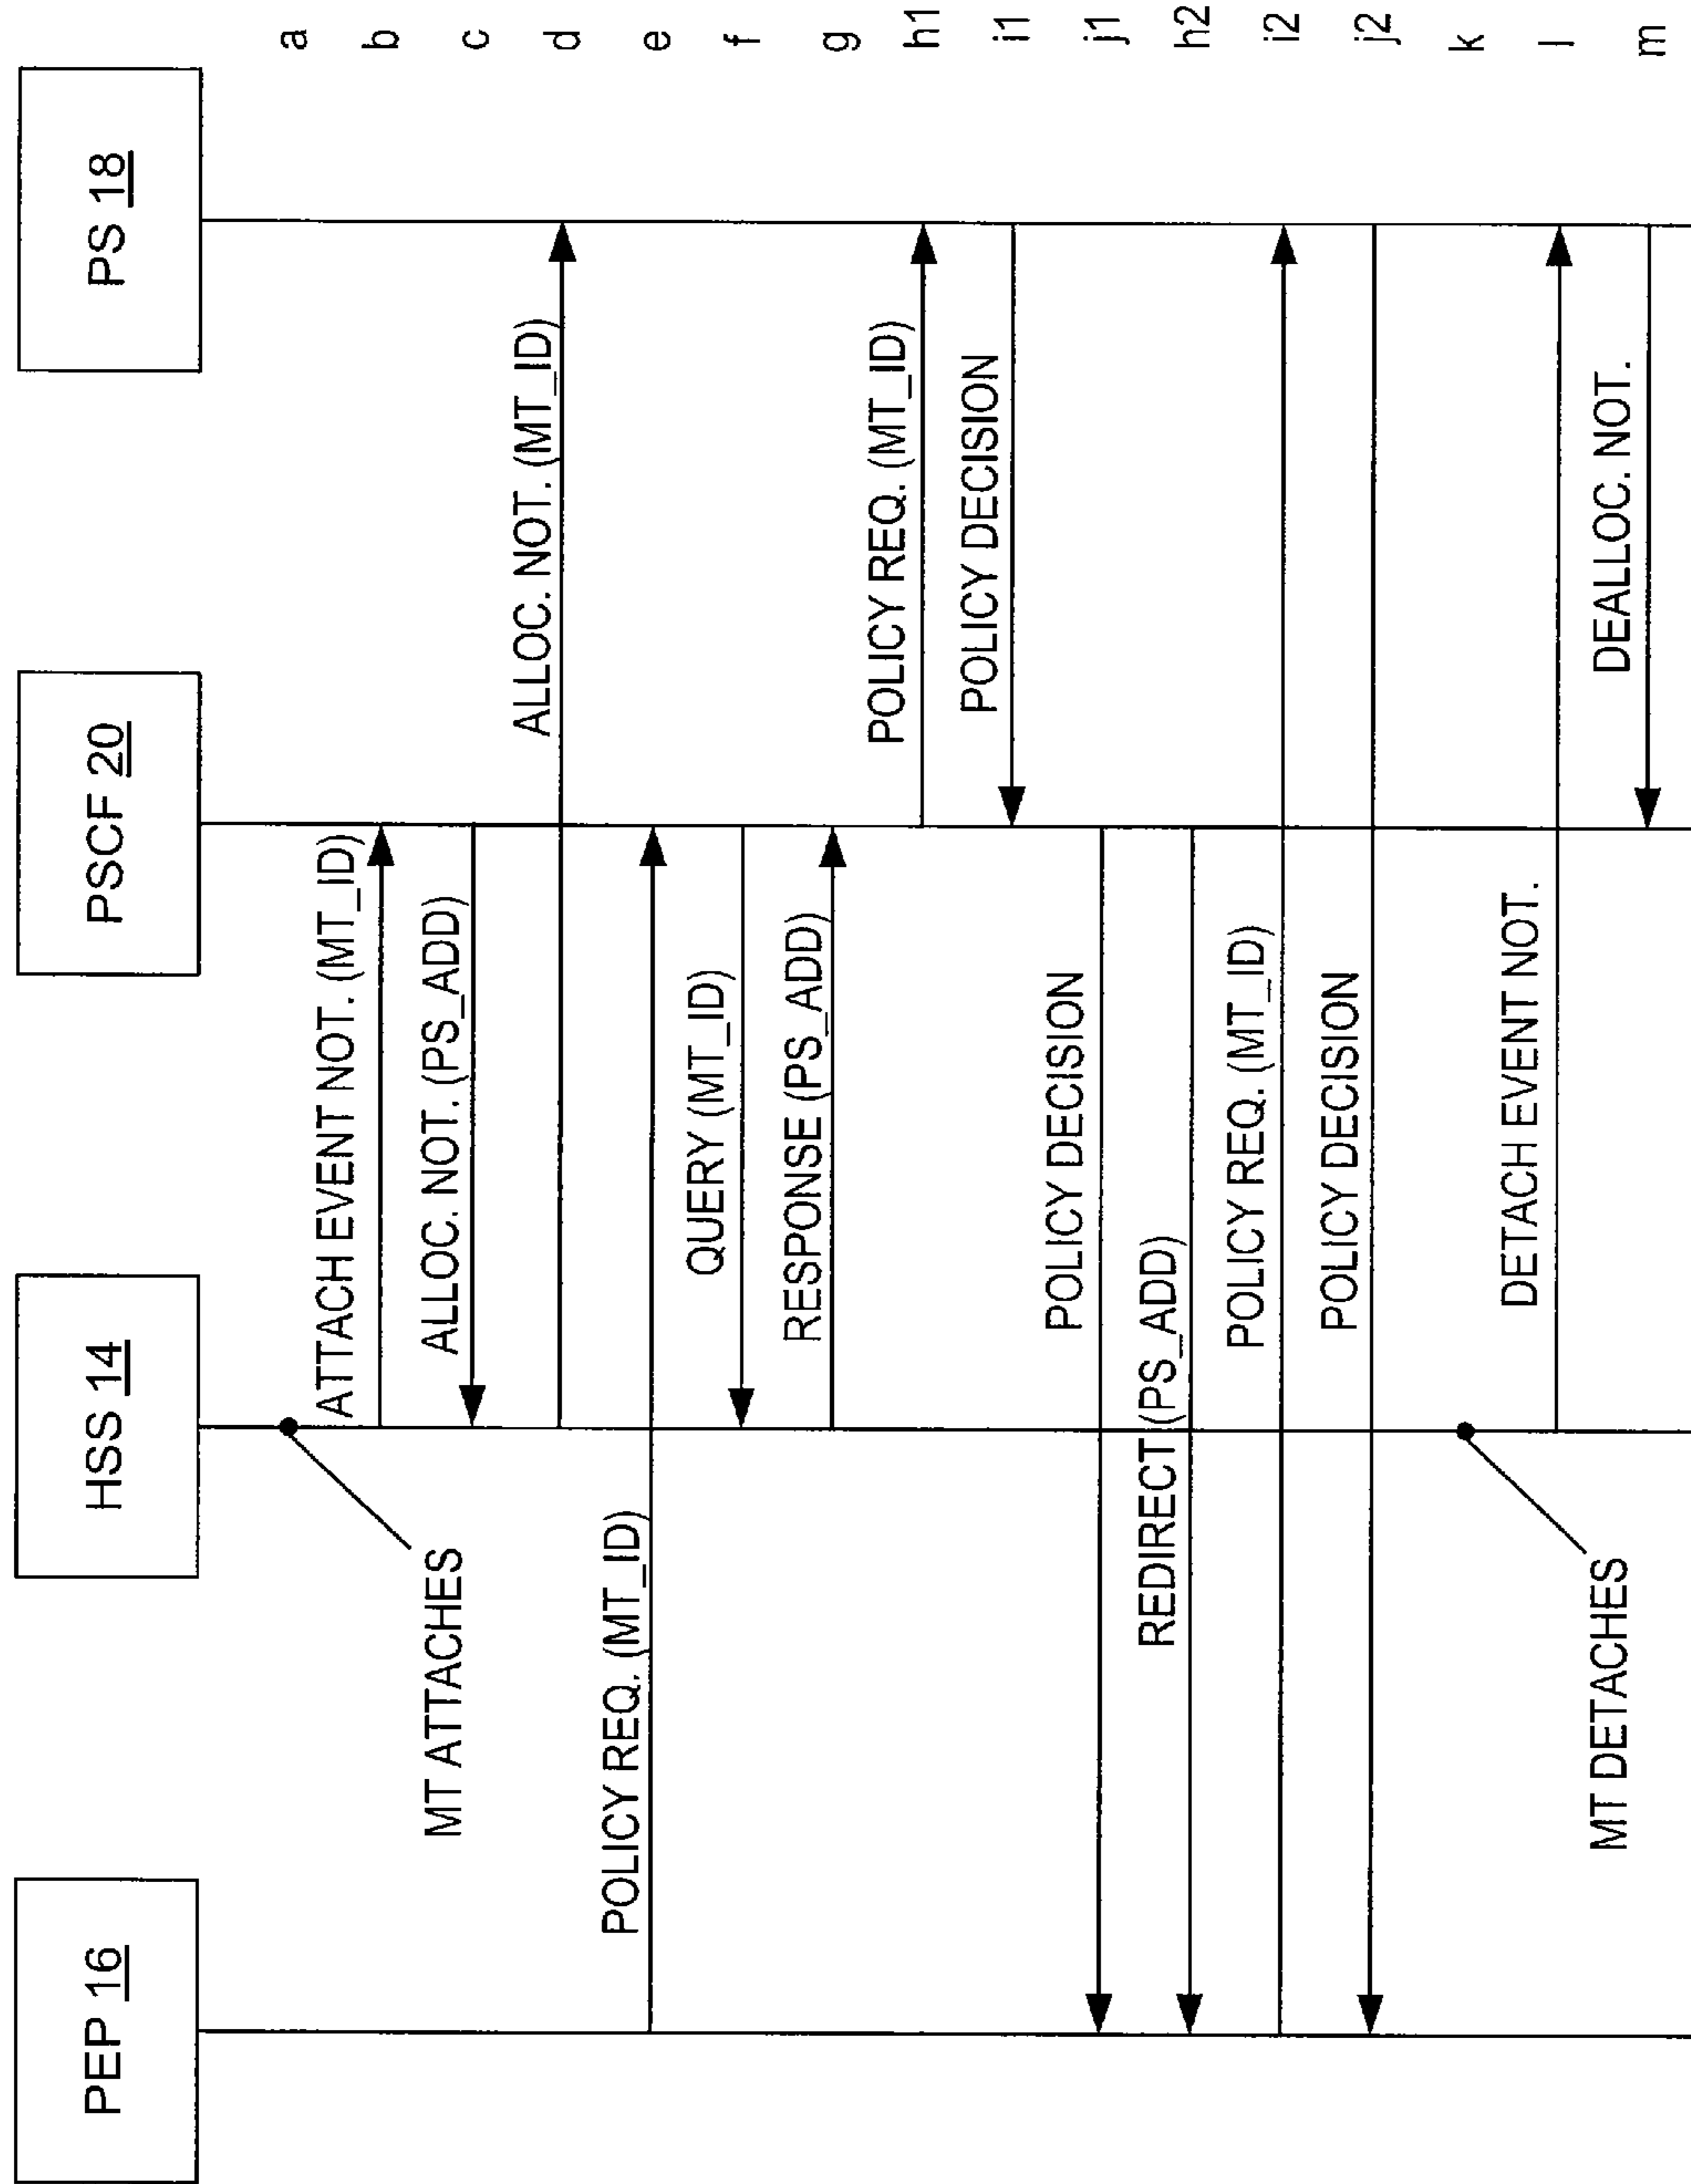 PEP 16
HSS 14
PSCF 20
PS 18
a
MT ATTACHES
b
ATTACH EVENT NOT. (MT_ID)
c
ALLOC. NOT. (PS_ADD)
d
ALLOC. NOT. (MT_ID)
e
POLICY REQ. (MT_ID)
f
QUERY (MT_ID)
g
RESPONSE (PS_ADD)
h1
POLICY REQ. (MT_ID)
i1
POLICY DECISION
j1
POLICY DECISION
h2
REDIRECT (PS_ADD)
i2
POLICY REQ. (MT_ID)
j2
POLICY DECISION
k
MT DETACHES
l
DETACH EVENT NOT.
m
DEALLOC. NOT.